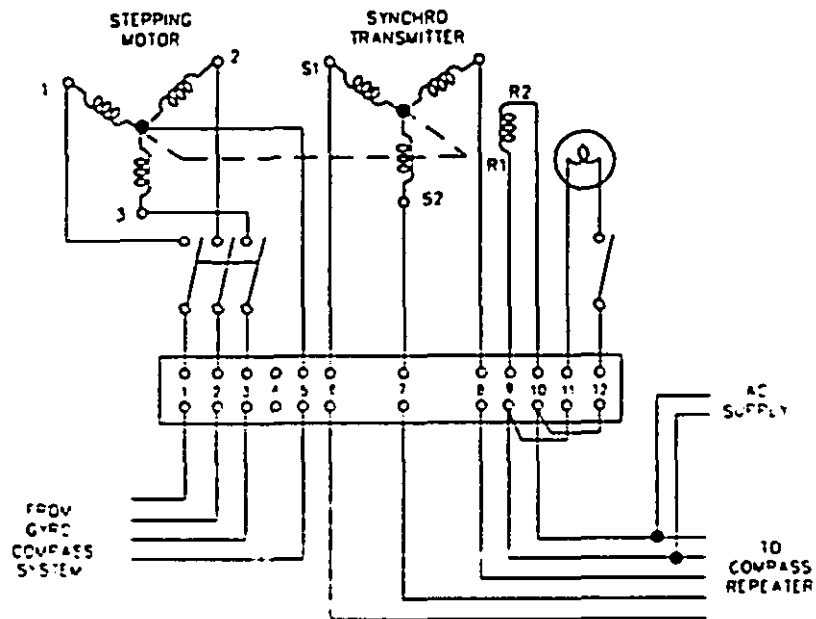 STEPPING
MOTOR
SYNCHRO
TRANSMITTER
1
2
3
S1
S2
R2
R1
1 2 3 4 5 6 7 8 9 10 11 12
AC
SUPPLY
FROM
GYRO
COMPASS
SYSTEM
TO
COMPASS
REPEATER